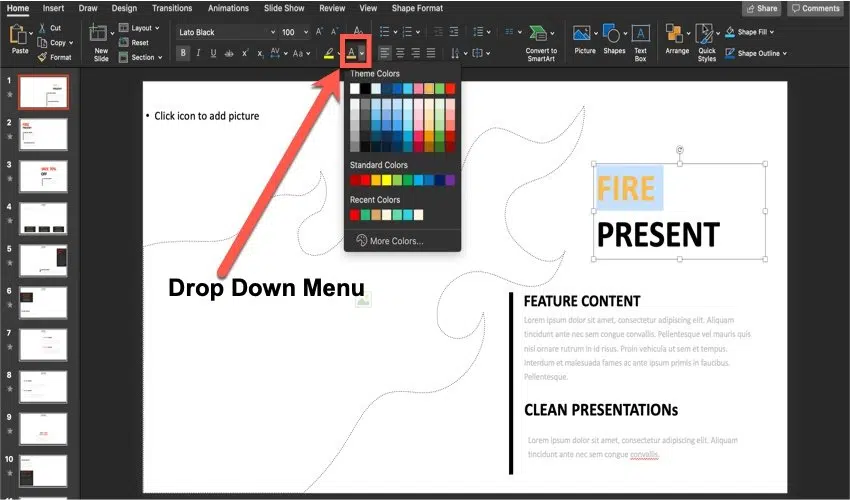 Home Insert Draw Design Transitions Animations Slide Show Review View Shape Format Share Comments
Paste Cut Copy Format
New Slide Layout Reset Section
Lato Black 100
B I U ab x² x₂ AV Aa A
Convert to SmartArt
Picture Shapes Text Box Arrange Quick Styles Shape Fill Shape Outline
Theme Colors
Standard Colors
Recent Colors
More Colors...
1
2
3
4
5
6
7
8
9
10
• Click icon to add picture
Drop Down Menu
FIRE
PRESENT
FEATURE CONTENT
Lorem ipsum dolor sit amet, consectetur adipiscing elit. Aliquam
tincidunt ante nec sem congue convallis. Pellentesque vel mauris quis
nisl ornare rutrum in id risus. Proin vehicula ut sem et tempus.
Interdum et malesuada fames ac ante ipsum primis in faucibus.
Pellentesque.
CLEAN PRESENTATIONs
Lorem ipsum dolor sit amet, consectetur adipiscing elit. Aliquam
tincidunt ante nec sem congue convallis.